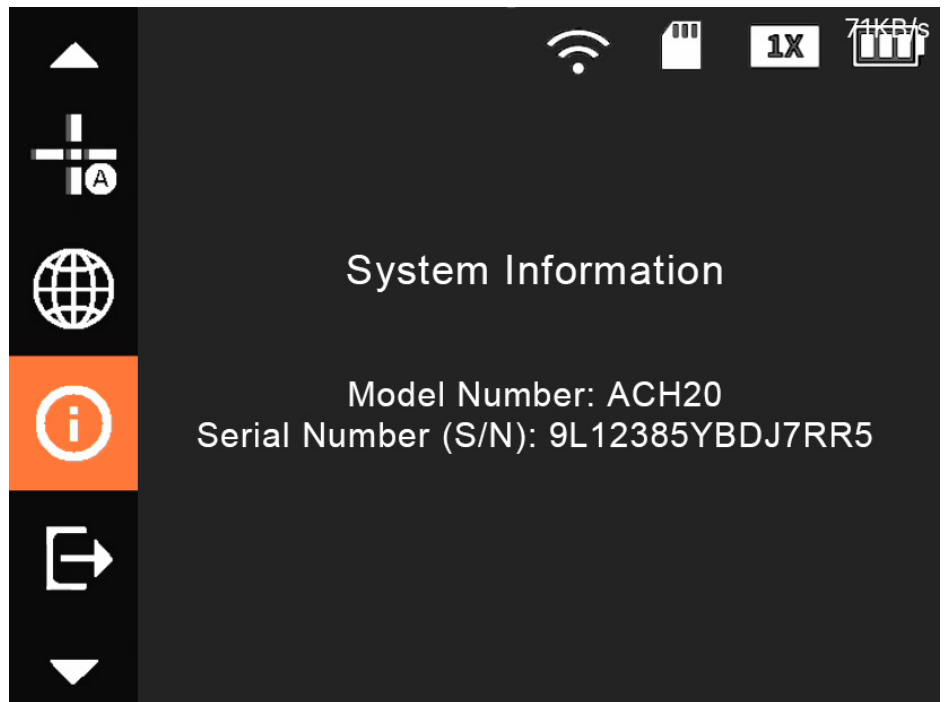 71KB/s
1X
A
System Information
Model Number: ACH20
Serial Number (S/N): 9L12385YBDJ7RR5